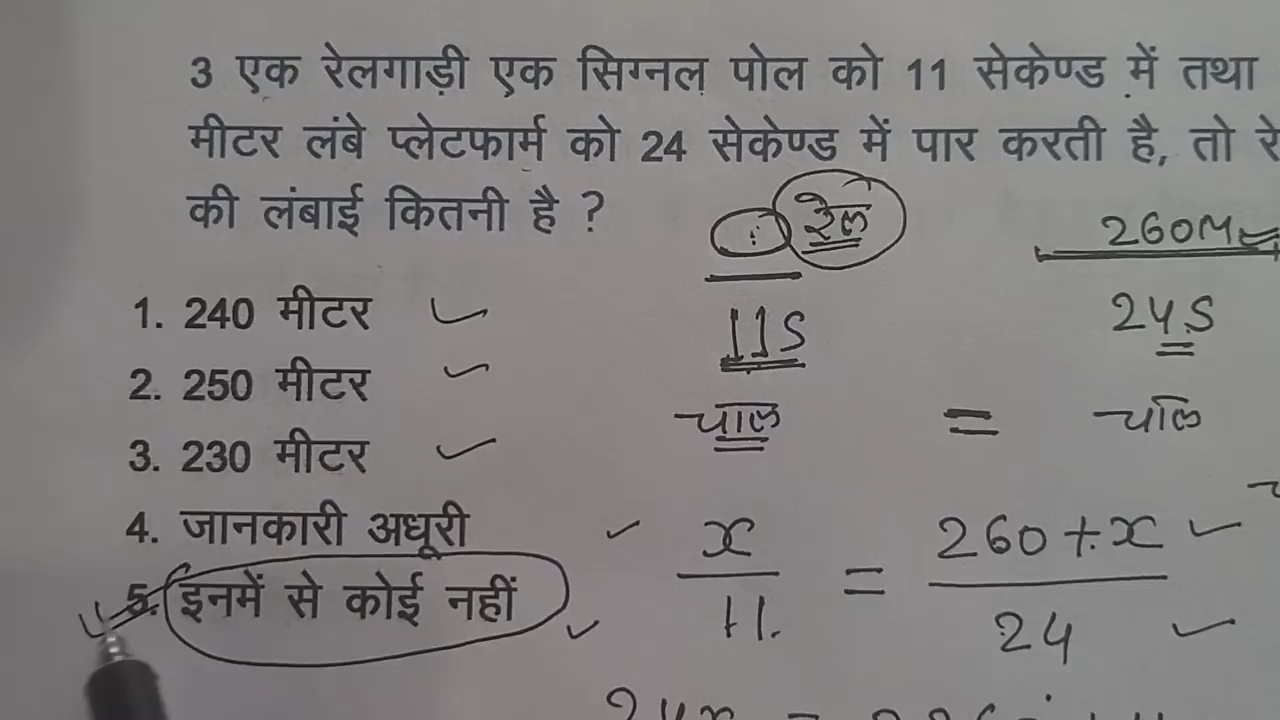 3 एक रेलगाड़ी एक सिग्नल पोल को 11 सेकेण्ड में तथा
मीटर लंबे प्लेटफार्म को 24 सेकेण्ड में पार करती है, तो रे
की लंबाई कितनी है ?
रेल
260M
1. 240 मीटर
11S
24S
2. 250 मीटर
चाल = चाल
3. 230 मीटर
4. जानकारी अधूरी
x/11 = 260+x/24
5. इनमें से कोई नहीं